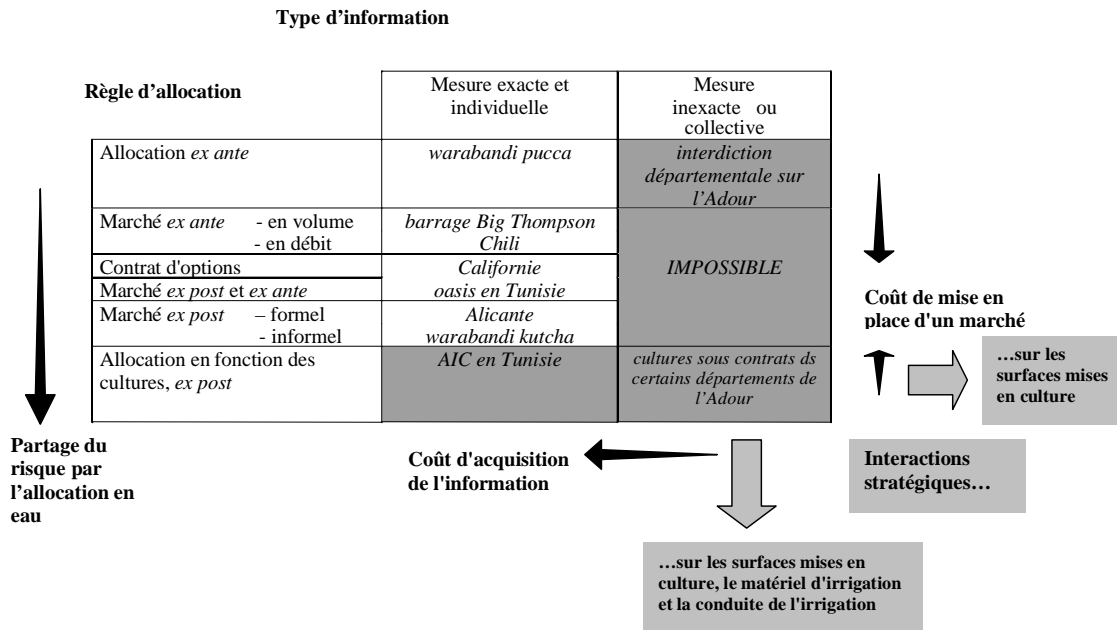 Type d'information
Règle d'allocation
Mesure exacte et
individuelle
Mesure
inexacte ou
collective
Allocation ex ante
warabandi pucca
interdiction
départementale sur
l'Adour
Marché ex ante - en volume
- en débit
barrage Big Thompson
Chili
IMPOSSIBLE
Contrat d'options
Californie
Marché ex post et ex ante
oasis en Tunisie
Marché ex post – formel
- informel
Alicante
warabandi kutcha
Allocation en fonction des
cultures, ex post
AIC en Tunisie
cultures sous contrats ds
certains départements de
l'Adour
Coût de mise en
place d'un marché
…sur les
surfaces mises
en culture
Partage du
risque par
l'allocation en
eau
Coût d'acquisition
de l'information
Interactions
stratégiques…
…sur les surfaces mises en
culture, le matériel d'irrigation
et la conduite de l'irrigation